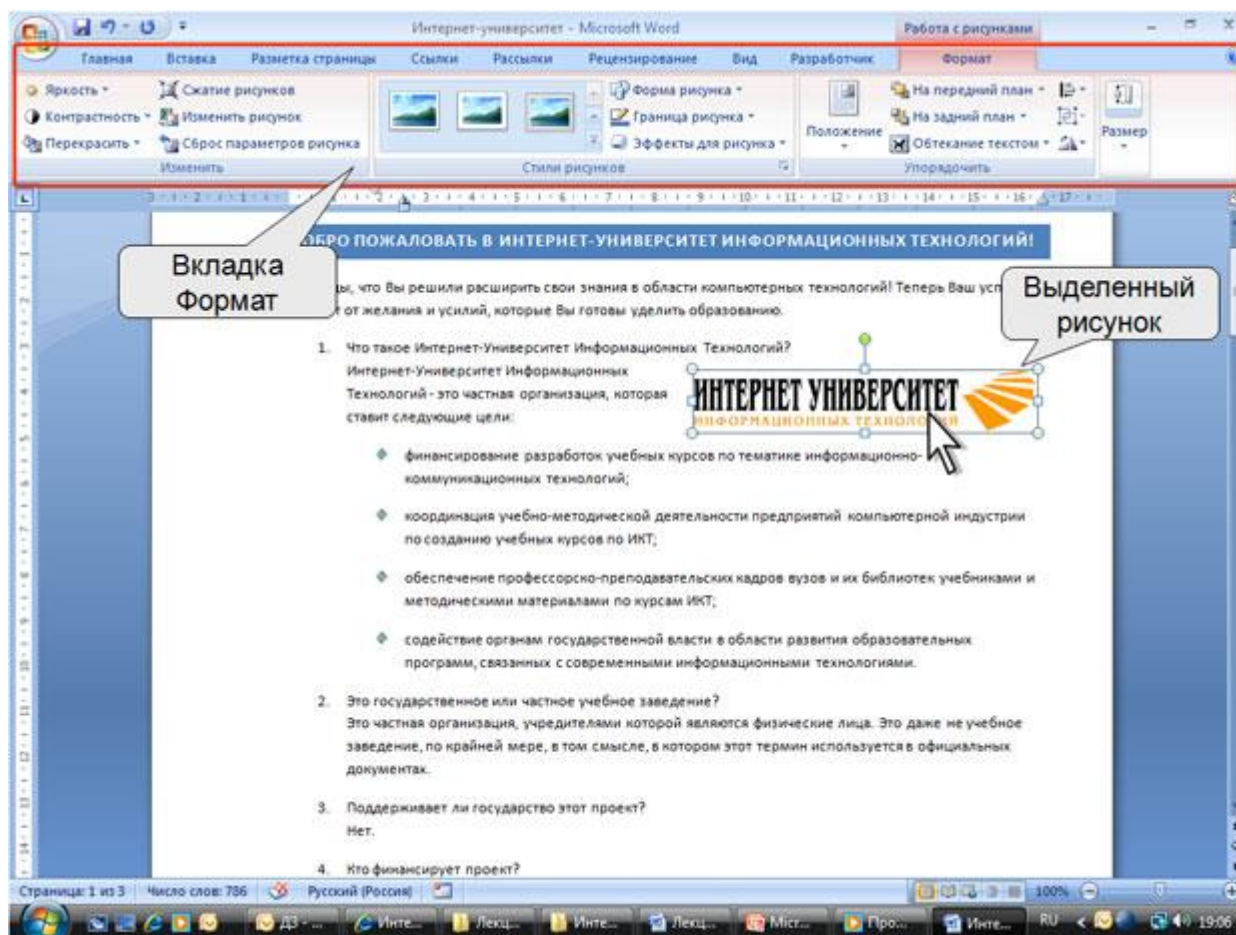 Интернет-университет - Microsoft Word
Работа с рисунками
Главная Вставка Разметка страницы Ссылки Рассылки Рецензирование Вид Разработчик Формат
Яркость Сжатие рисунков Форма рисунка На передний план
Контрастность Изменить рисунок Граница рисунка Положение На задний план Размер
Перекрасить Сброс параметров рисунка Эффекты для рисунка Обтекание текстом
Изменить Стили рисунков Упорядочить
Вкладка
Формат
ОБРО ПОЖАЛОВАТЬ В ИНТЕРНЕТ-УНИВЕРСИТЕТ ИНФОРМАЦИОННЫХ ТЕХНОЛОГИЙ!
Выделенный
рисунок
ы, что Вы решили расширить свои знания в области компьютерных технологий! Теперь Ваш усп
от желания и усилий, которые Вы готовы уделить образованию.
1. Что такое Интернет-Университет Информационных Технологий?
Интернет-Университет Информационных
Технологий - это частная организация, которая
ставит следующие цели:
ИНТЕРНЕТ УНИВЕРСИТЕТ
ИНФОРМАЦИОННЫХ ТЕХНОЛОГИЙ
финансирование разработок учебных курсов по тематике информационно-
коммуникационных технологий;
координация учебно-методической деятельности предприятий компьютерной индустрии
по созданию учебных курсов по ИКТ;
обеспечение профессорско-преподавательских кадров вузов и их библиотек учебниками и
методическими материалами по курсам ИКТ;
содействие органам государственной власти в области развития образовательных
программ, связанных с современными информационными технологиями.
2. Это государственное или частное учебное заведение?
Это частная организация, учредителями которой являются физические лица. Это даже не учебное
заведение, по крайней мере, в том смысле, в котором этот термин используется в официальных
документах.
3. Поддерживает ли государство этот проект?
Нет.
4. Кто финансирует проект?
Страница: 1 из 3 Число слов: 786 Русский (Россия) 100%
ДЗ - ... Инте... Лекц... Инте... Лекц... Micr... Про... Инте... RU 19:06